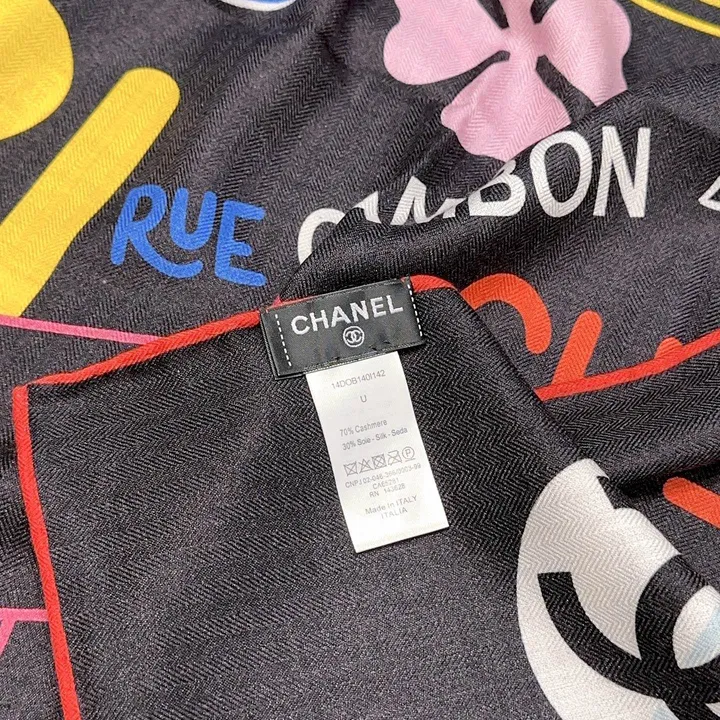 RUE CAMBON
CHANEL
14DOB140I142
U
70% Cashmere
30% Soie - Silk - Seda
Made in ITALY
ITALIA